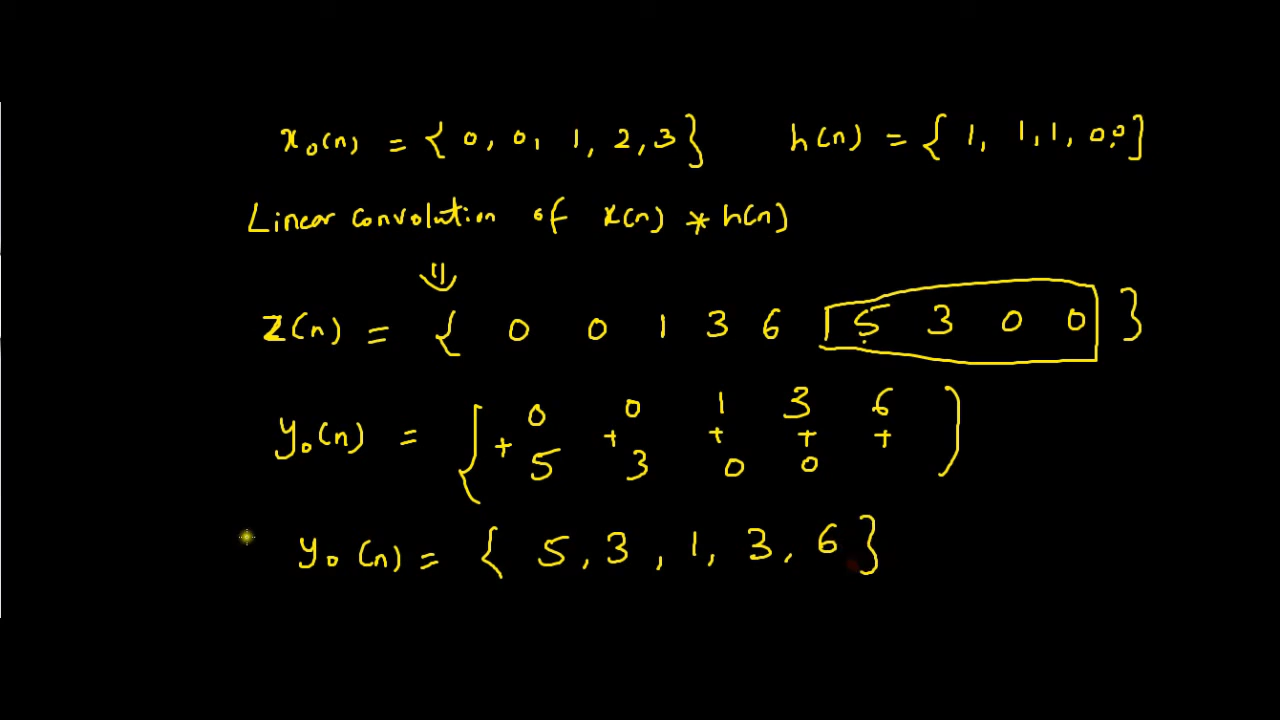 x₀(n) = { 0, 0, 1, 2, 3 } h(n) = { 1, 1, 1, 0, 0 ]
Linear convolution of x(n) * h(n)
⇓
z(n) = { 0 0 1 3 6 5 3 0 0 }
y₀(n) = { 0 0 1 3 6 )
+ + + + +
5 3 0 0
y₀(n) = { 5, 3, 1, 3, 6 }